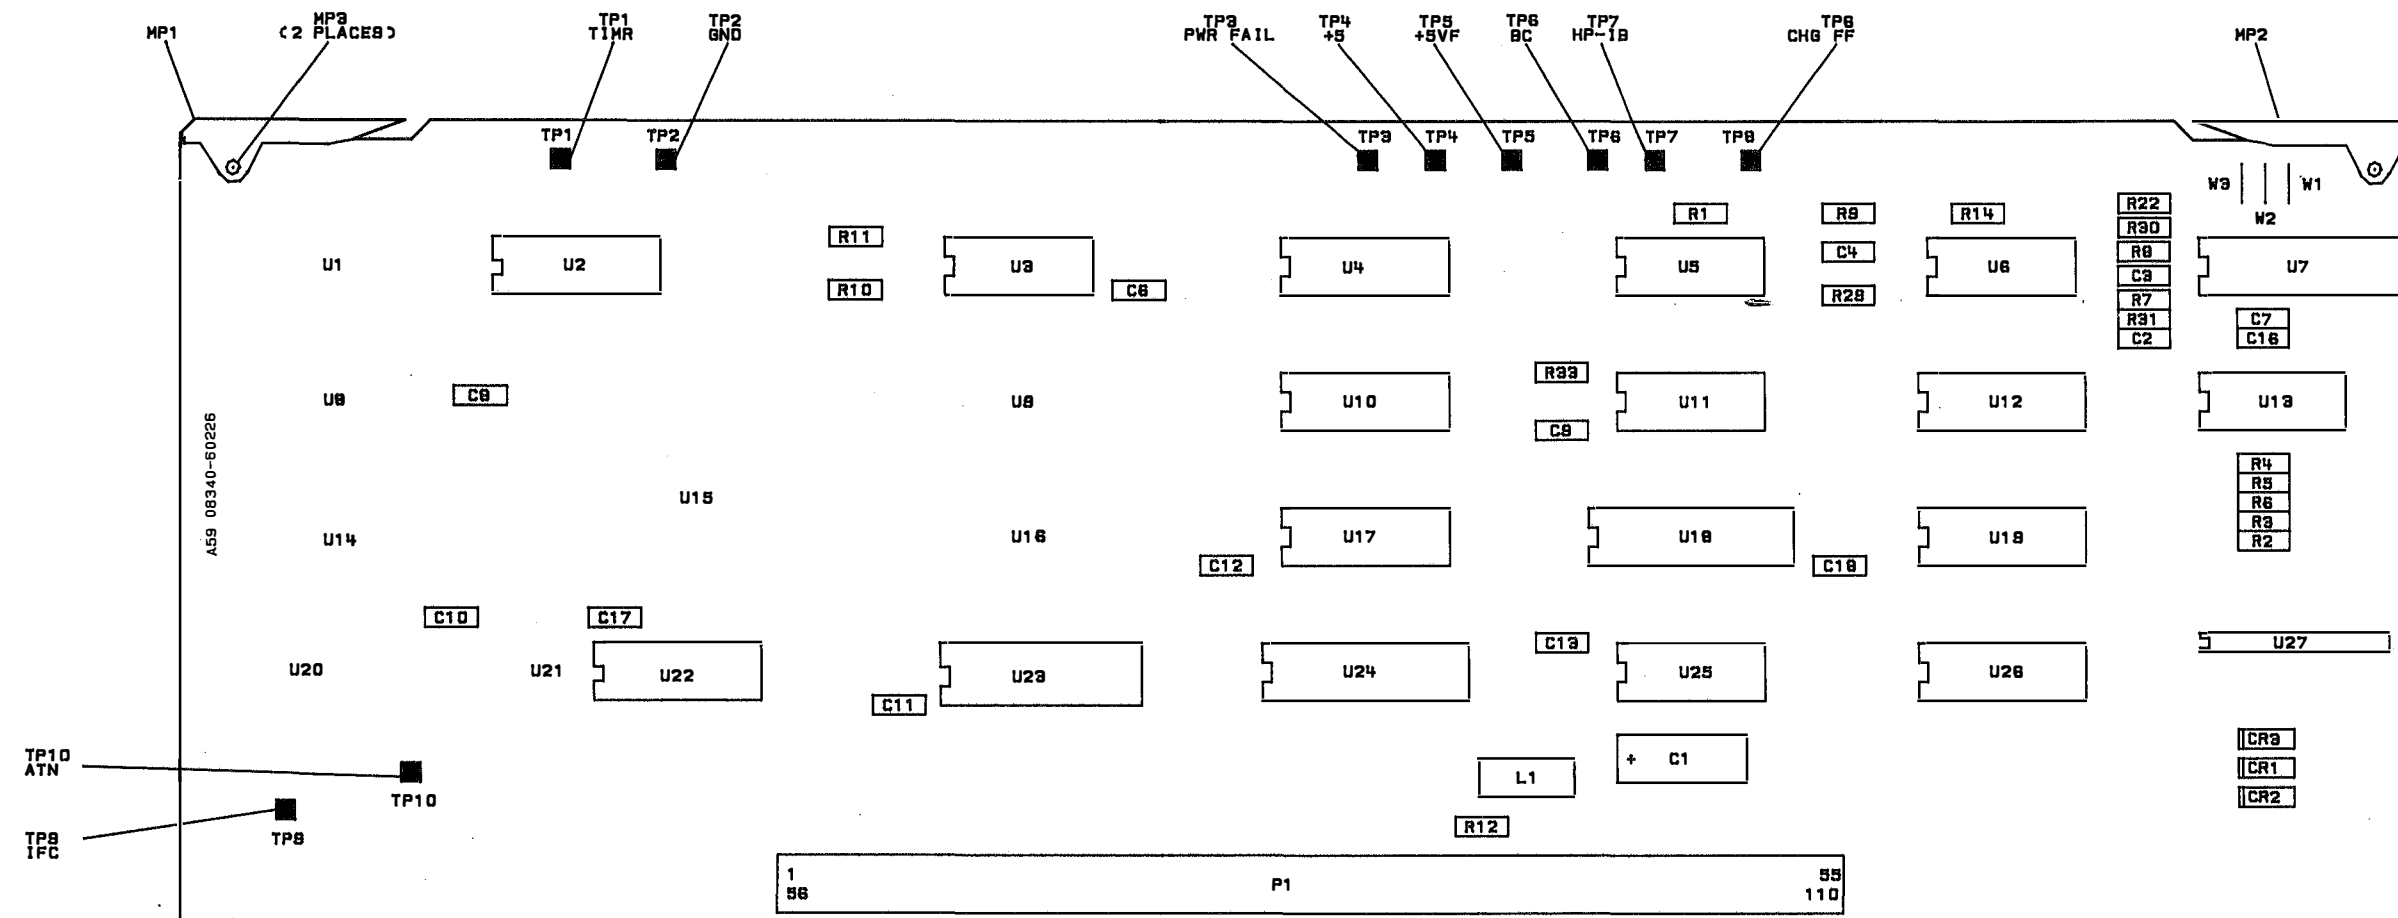 MP1
MP3
(2 PLACES)
TP1
TIMR
TP2
GND
TP3
PWR FAIL
TP4
+5
TP5
+5VF
TP6
BC
TP7
HP-IB
TP8
CHG FF
MP2
TP1
TP2
TP3
TP4
TP5
TP6
TP7
TP8
W3
W1
W2
R11
R1
R9
R14
R22
R30
U1
U2
U3
U4
U5
C4
U6
R8
U7
R10
C6
R29
C3
R7
R31
C2
C7
C16
U8
C8
U9
U10
R33
C9
U11
U12
U13
A59 08340-60226
U15
R4
R5
R6
R3
R2
U14
U16
C12
U17
U18
C18
U19
C10
C17
U20
U21
U22
C11
U23
U24
C13
U25
U26
U27
TP10
ATN
TP10
L1
+ C1
CR3
CR1
CR2
TP9
IFC
TP9
R12
1
56
P1
55
110